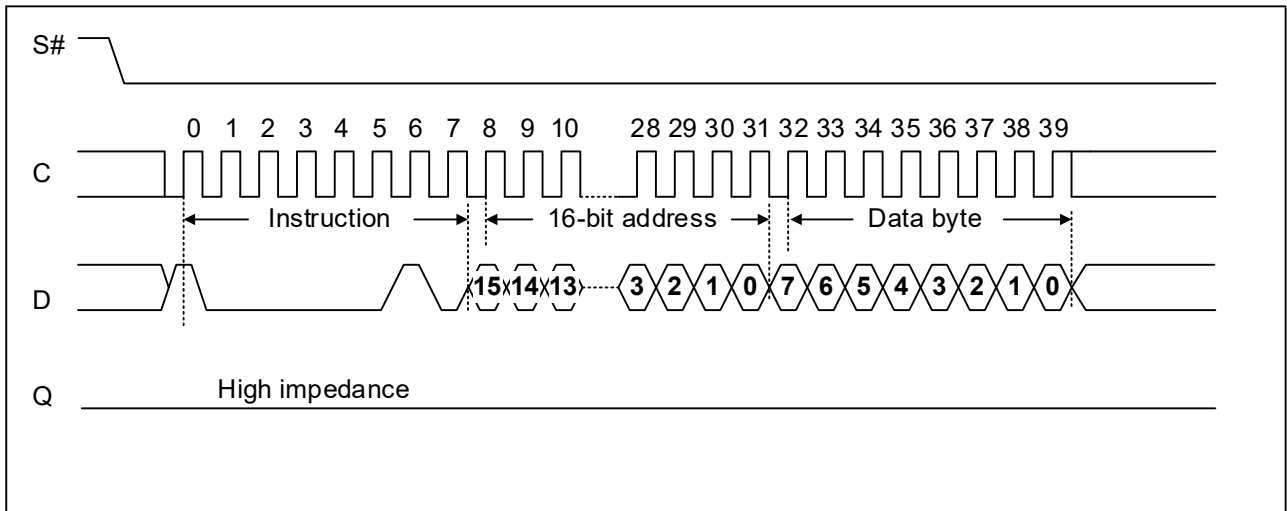 S#
0 1 2 3 4 5 6 7 8 9 10 28 29 30 31 32 33 34 35 36 37 38 39
C
Instruction 16-bit address Data byte
D 15 14 13 3 2 1 0 7 6 5 4 3 2 1 0
High impedance
Q